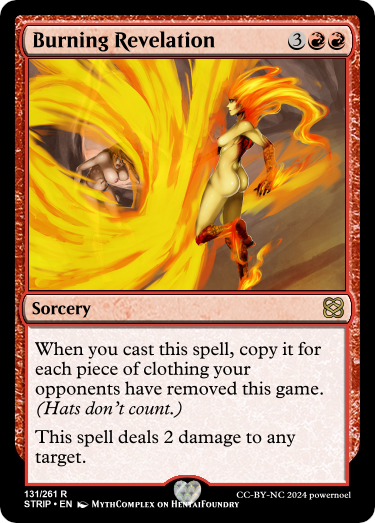 Burning Revelation 3
Sorcery
When you cast this spell, copy it for
each piece of clothing your
opponents have removed this game.
(Hats don't count.)
This spell deals 2 damage to any
target.
131/261 R
STRIP • EN MythComplex on HentaiFoundry
CC-BY-NC 2024 powernoel